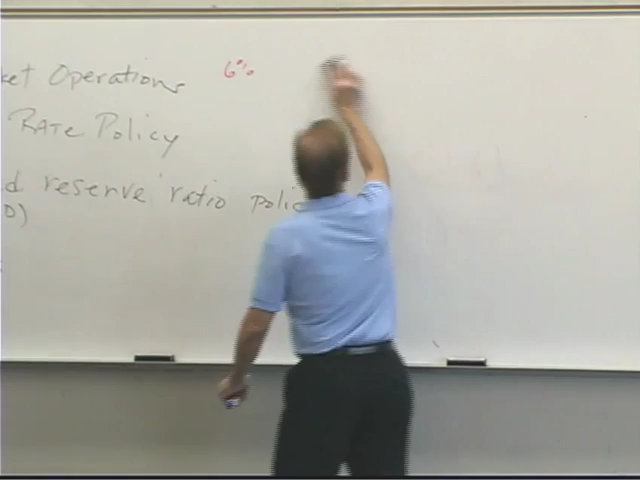 ket Operations 6%
Rate Policy
d reserve ratio polic
D)